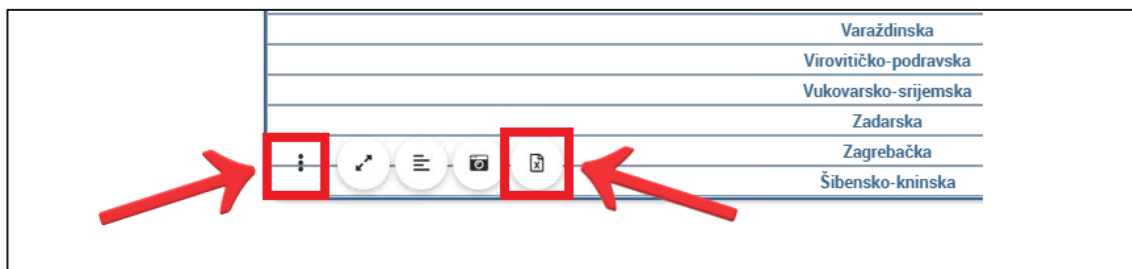 Varaždinska
Virovitičko-podravska
Vukovarsko-srijemska
Zadarska
Zagrebačka
Šibensko-kninska